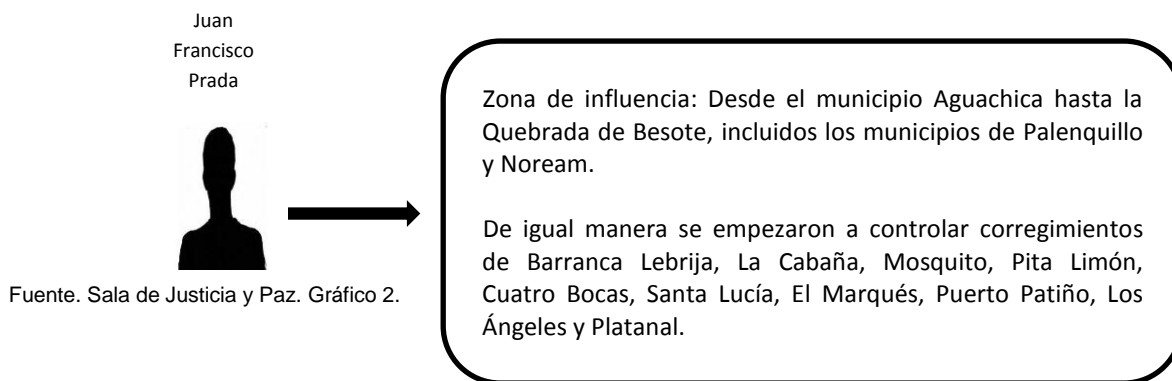 Juan
Francisco
Prada
Zona de influencia: Desde el municipio Aguachica hasta la
Quebrada de Besote, incluidos los municipios de Palenquillo
y Noream.
De igual manera se empezaron a controlar corregimientos
de Barranca Lebrija, La Cabaña, Mosquito, Pita Limón,
Cuatro Bocas, Santa Lucía, El Marqués, Puerto Patiño, Los
Ángeles y Platanal.
Fuente. Sala de Justicia y Paz. Gráfico 2.